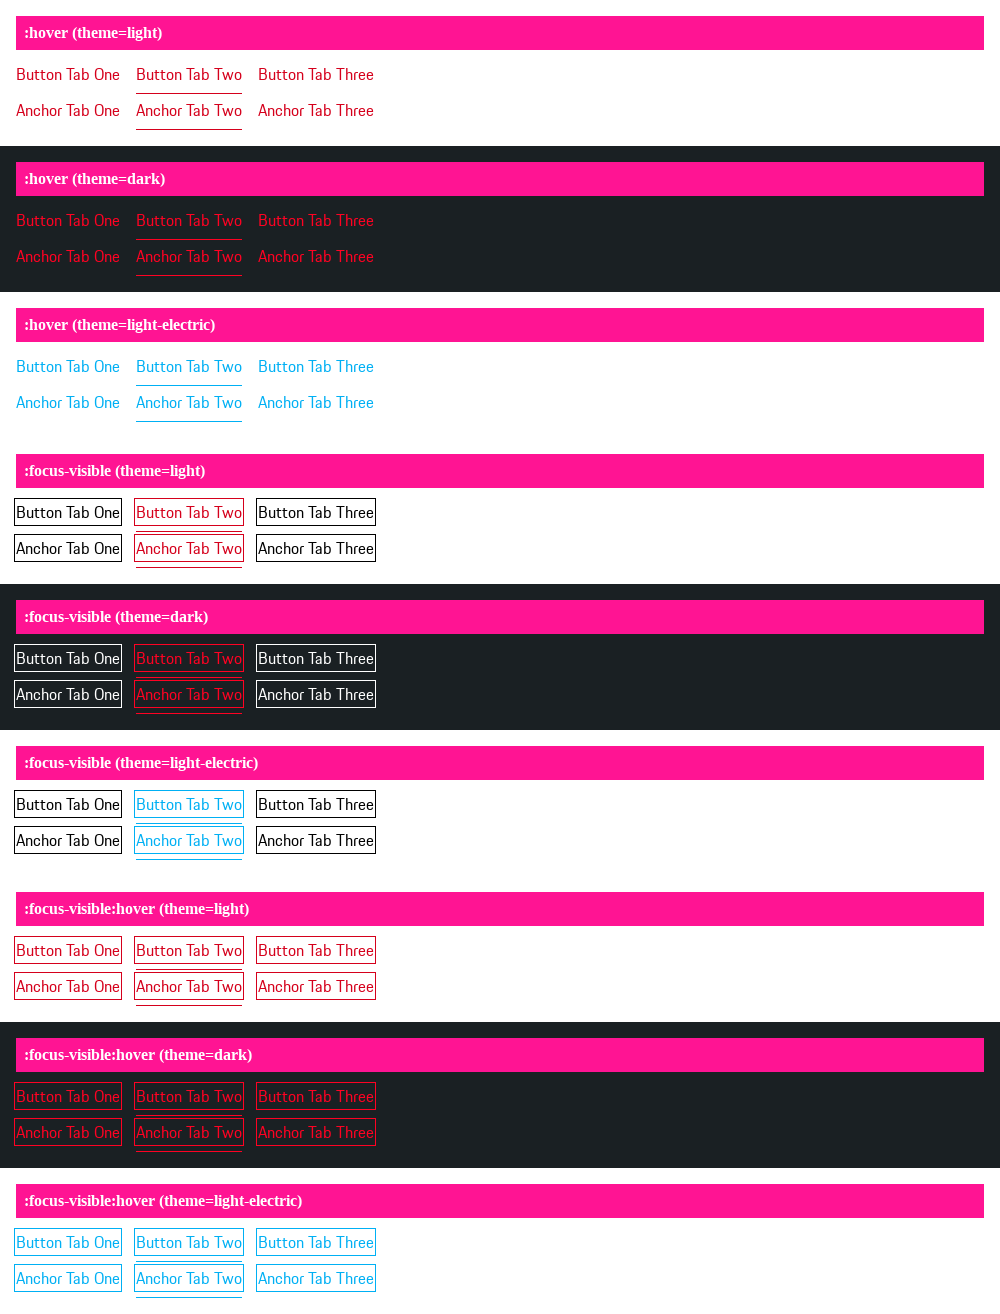 :hover (theme=light)
Button Tab One Button Tab Two Button Tab Three
Anchor Tab One Anchor Tab Two Anchor Tab Three
:hover (theme=dark)
Button Tab One Button Tab Two Button Tab Three
Anchor Tab One Anchor Tab Two Anchor Tab Three
:hover (theme=light-electric)
Button Tab One Button Tab Two Button Tab Three
Anchor Tab One Anchor Tab Two Anchor Tab Three
:focus-visible (theme=light)
Button Tab One Button Tab Two Button Tab Three
Anchor Tab One Anchor Tab Two Anchor Tab Three
:focus-visible (theme=dark)
Button Tab One Button Tab Two Button Tab Three
Anchor Tab One Anchor Tab Two Anchor Tab Three
:focus-visible (theme=light-electric)
Button Tab One Button Tab Two Button Tab Three
Anchor Tab One Anchor Tab Two Anchor Tab Three
:focus-visible:hover (theme=light)
Button Tab One Button Tab Two Button Tab Three
Anchor Tab One Anchor Tab Two Anchor Tab Three
:focus-visible:hover (theme=dark)
Button Tab One Button Tab Two Button Tab Three
Anchor Tab One Anchor Tab Two Anchor Tab Three
:focus-visible:hover (theme=light-electric)
Button Tab One Button Tab Two Button Tab Three
Anchor Tab One Anchor Tab Two Anchor Tab Three